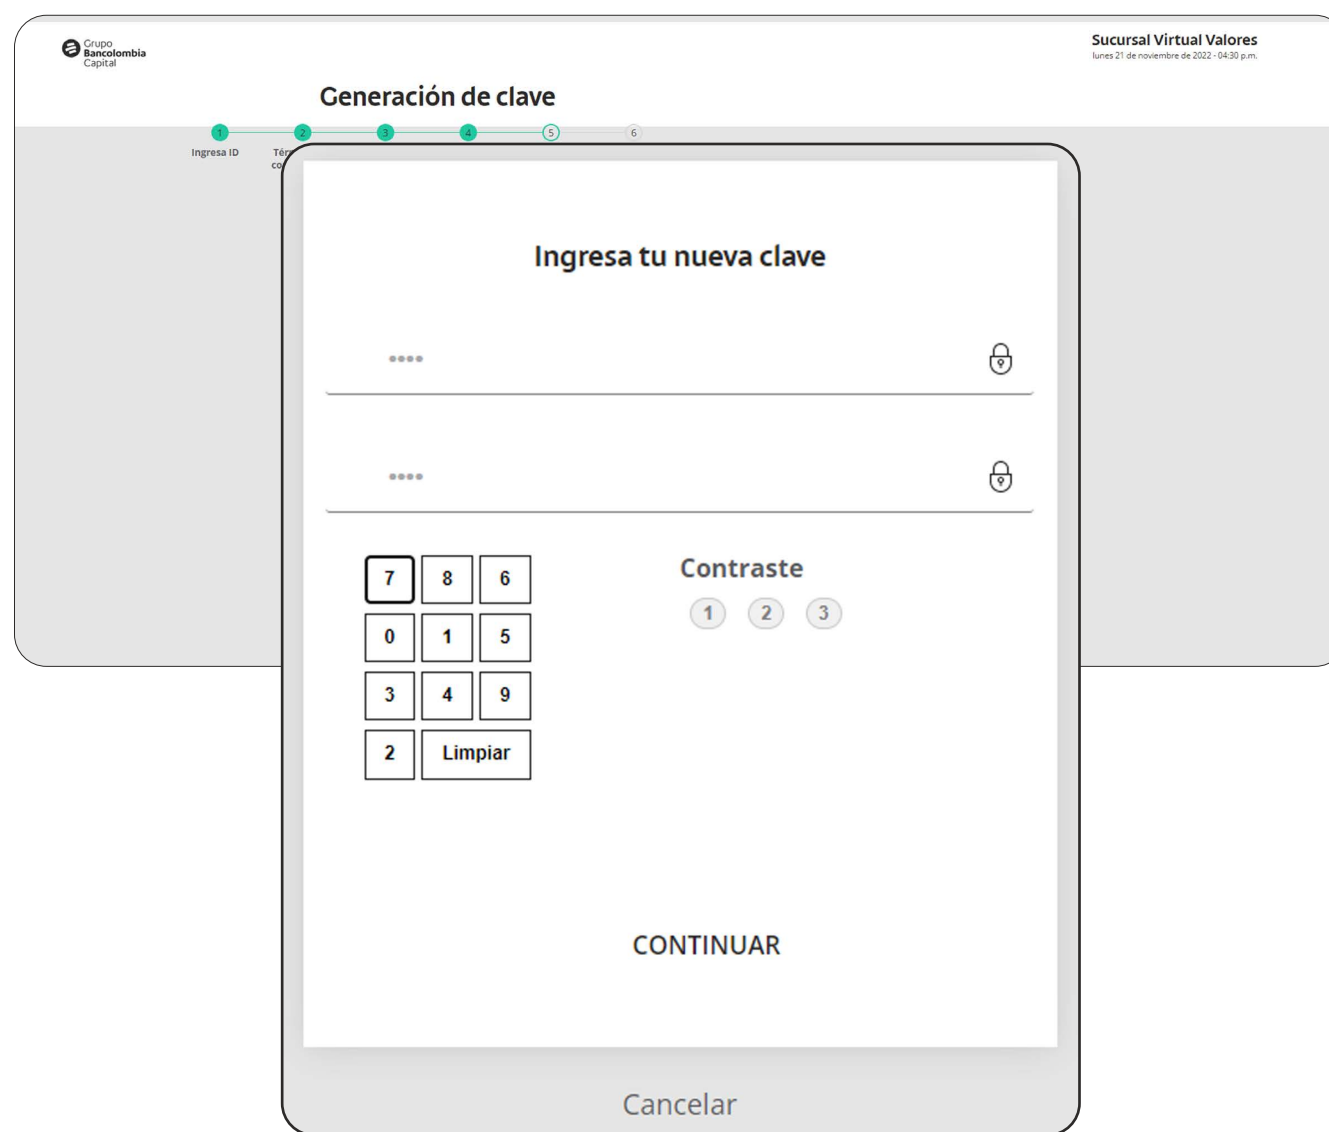 Grupo
Bancolombia
Capital
Sucursal Virtual Valores
lunes 21 de noviembre de 2022 - 04:30 p.m.
Generación de clave
1 2 3 4 5 6
Ingresa ID
Ingresa tu nueva clave
••••
••••
7 8 6
0 1 5
3 4 9
2 Limpiar
Contraste
1 2 3
CONTINUAR
Cancelar